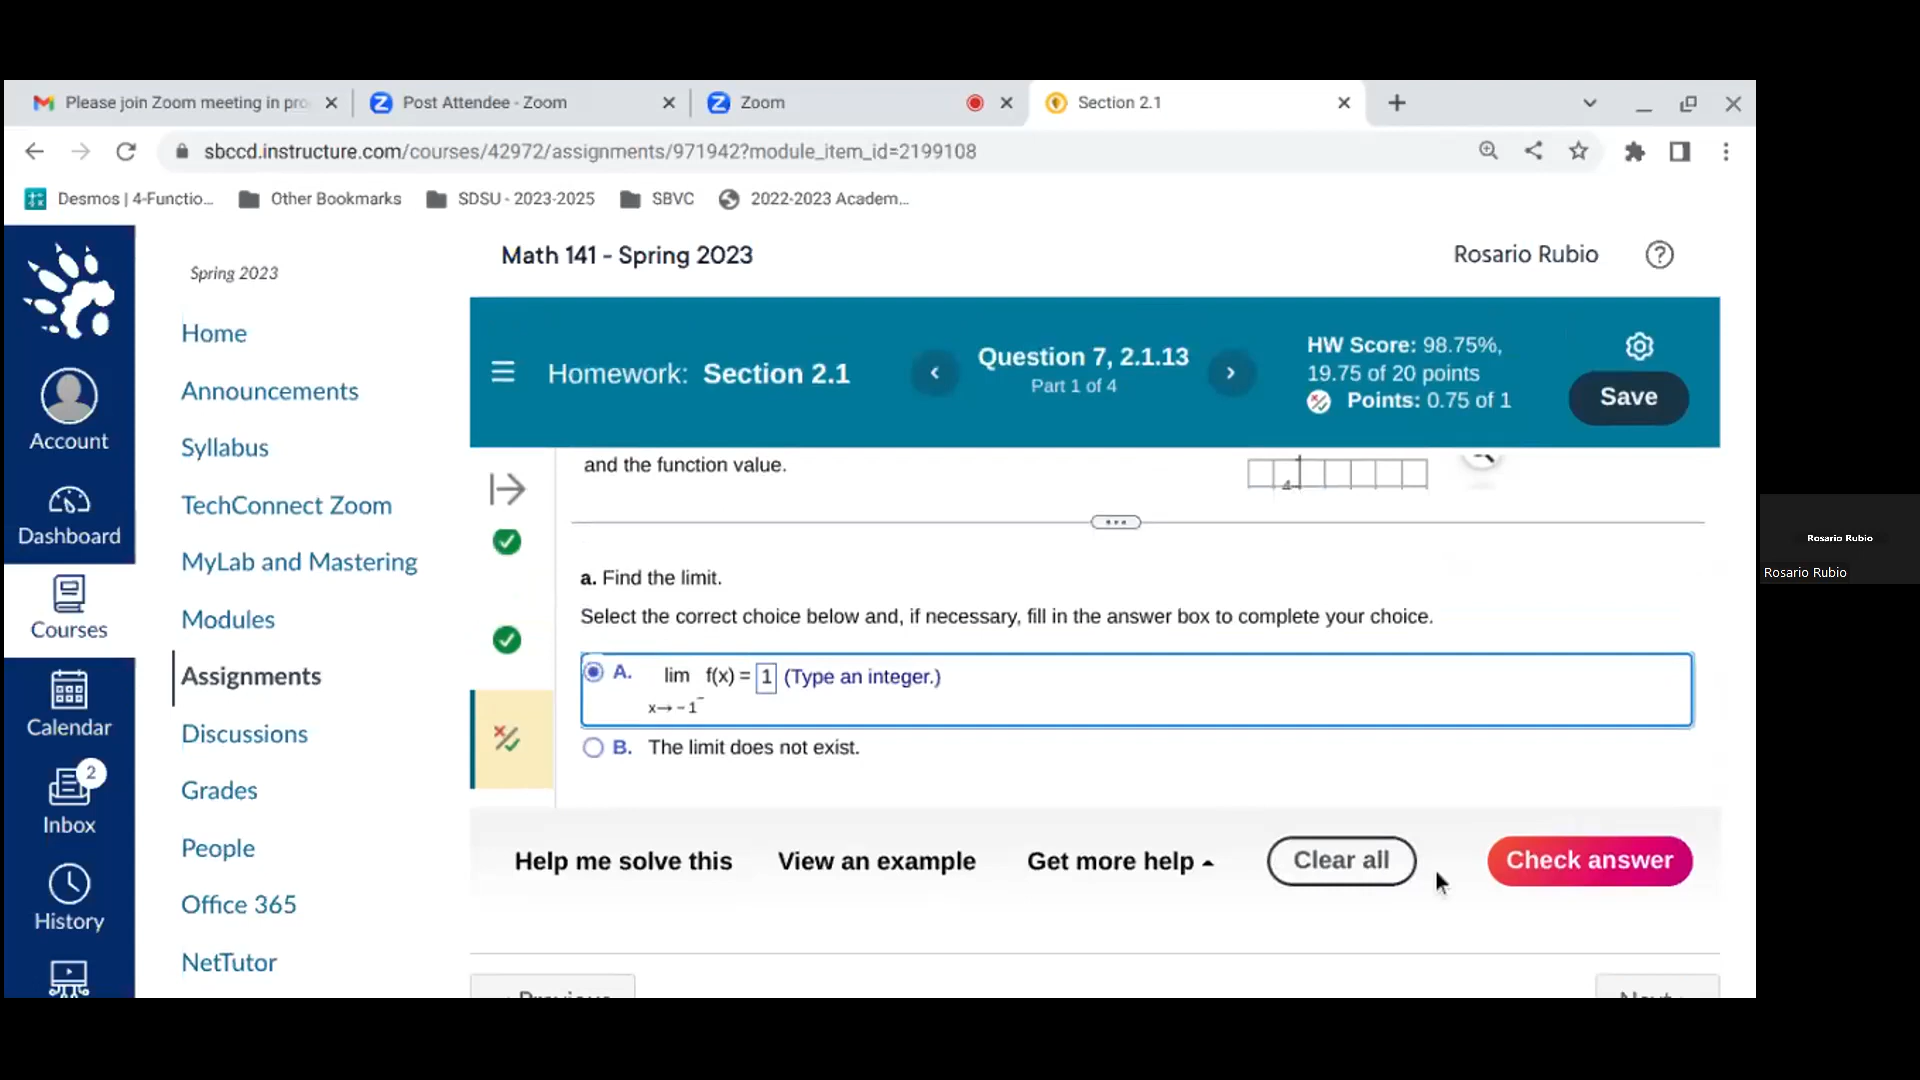 Please join Zoom meeting in pro
Post Attendee - Zoom
Zoom
Section 2.1
sbccd.instructure.com/courses/42972/assignments/971942?module_item_id=2199108
Desmos | 4-Functio...
Other Bookmarks
SDSU - 2023-2025
SBVC
2022-2023 Academ...
Account
Dashboard
Courses
Calendar
2
Inbox
History
Spring 2023
Home
Announcements
Syllabus
TechConnect Zoom
MyLab and Mastering
Modules
Assignments
Discussions
Grades
People
Office 365
NetTutor
Math 141 - Spring 2023
Rosario Rubio
Homework: Section 2.1
Question 7, 2.1.13
Part 1 of 4
HW Score: 98.75%,
19.75 of 20 points
Points: 0.75 of 1
Save
and the function value.
a. Find the limit.
Select the correct choice below and, if necessary, fill in the answer box to complete your choice.
A. lim f(x) = 1 (Type an integer.)
x→ -1⁻
B. The limit does not exist.
Help me solve this
View an example
Get more help
Clear all
Check answer
Rosario Rubio
Rosario Rubio